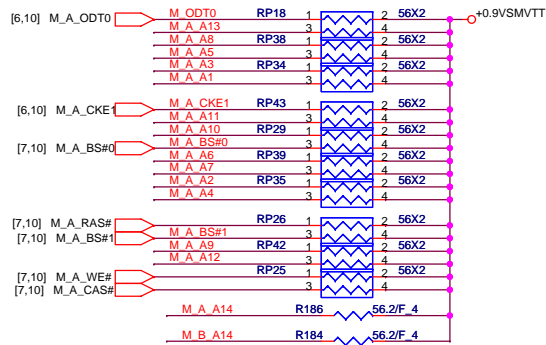 +0.9VSMVTT
[6,10] M_A_ODT0 M_ODT0 RP18 1 2 56X2
M_A_A13 3 4
M_A_A8 RP38 1 2 56X2
M_A_A5 3 4
M_A_A3 RP34 1 2 56X2
M_A_A1 3 4
[6,10] M_A_CKE1 M_A_CKE1 RP43 1 2 56X2
M_A_A11 3 4
M_A_A10 RP29 1 2 56X2
[7,10] M_A_BS#0 M_A_BS#0 3 4
M_A_A6 RP39 1 2 56X2
M_A_A7 3 4
M_A_A2 RP35 1 2 56X2
M_A_A4 3 4
[7,10] M_A_RAS# RP26 1 2 56X2
[7,10] M_A_BS#1 M_A_BS#1 3 4
M_A_A9 RP42 1 2 56X2
M_A_A12 3 4
[7,10] M_A_WE# RP25 1 2 56X2
[7,10] M_A_CAS# 3 4
M_A_A14 R186 56.2/F_4
M_B_A14 R184 56.2/F_4